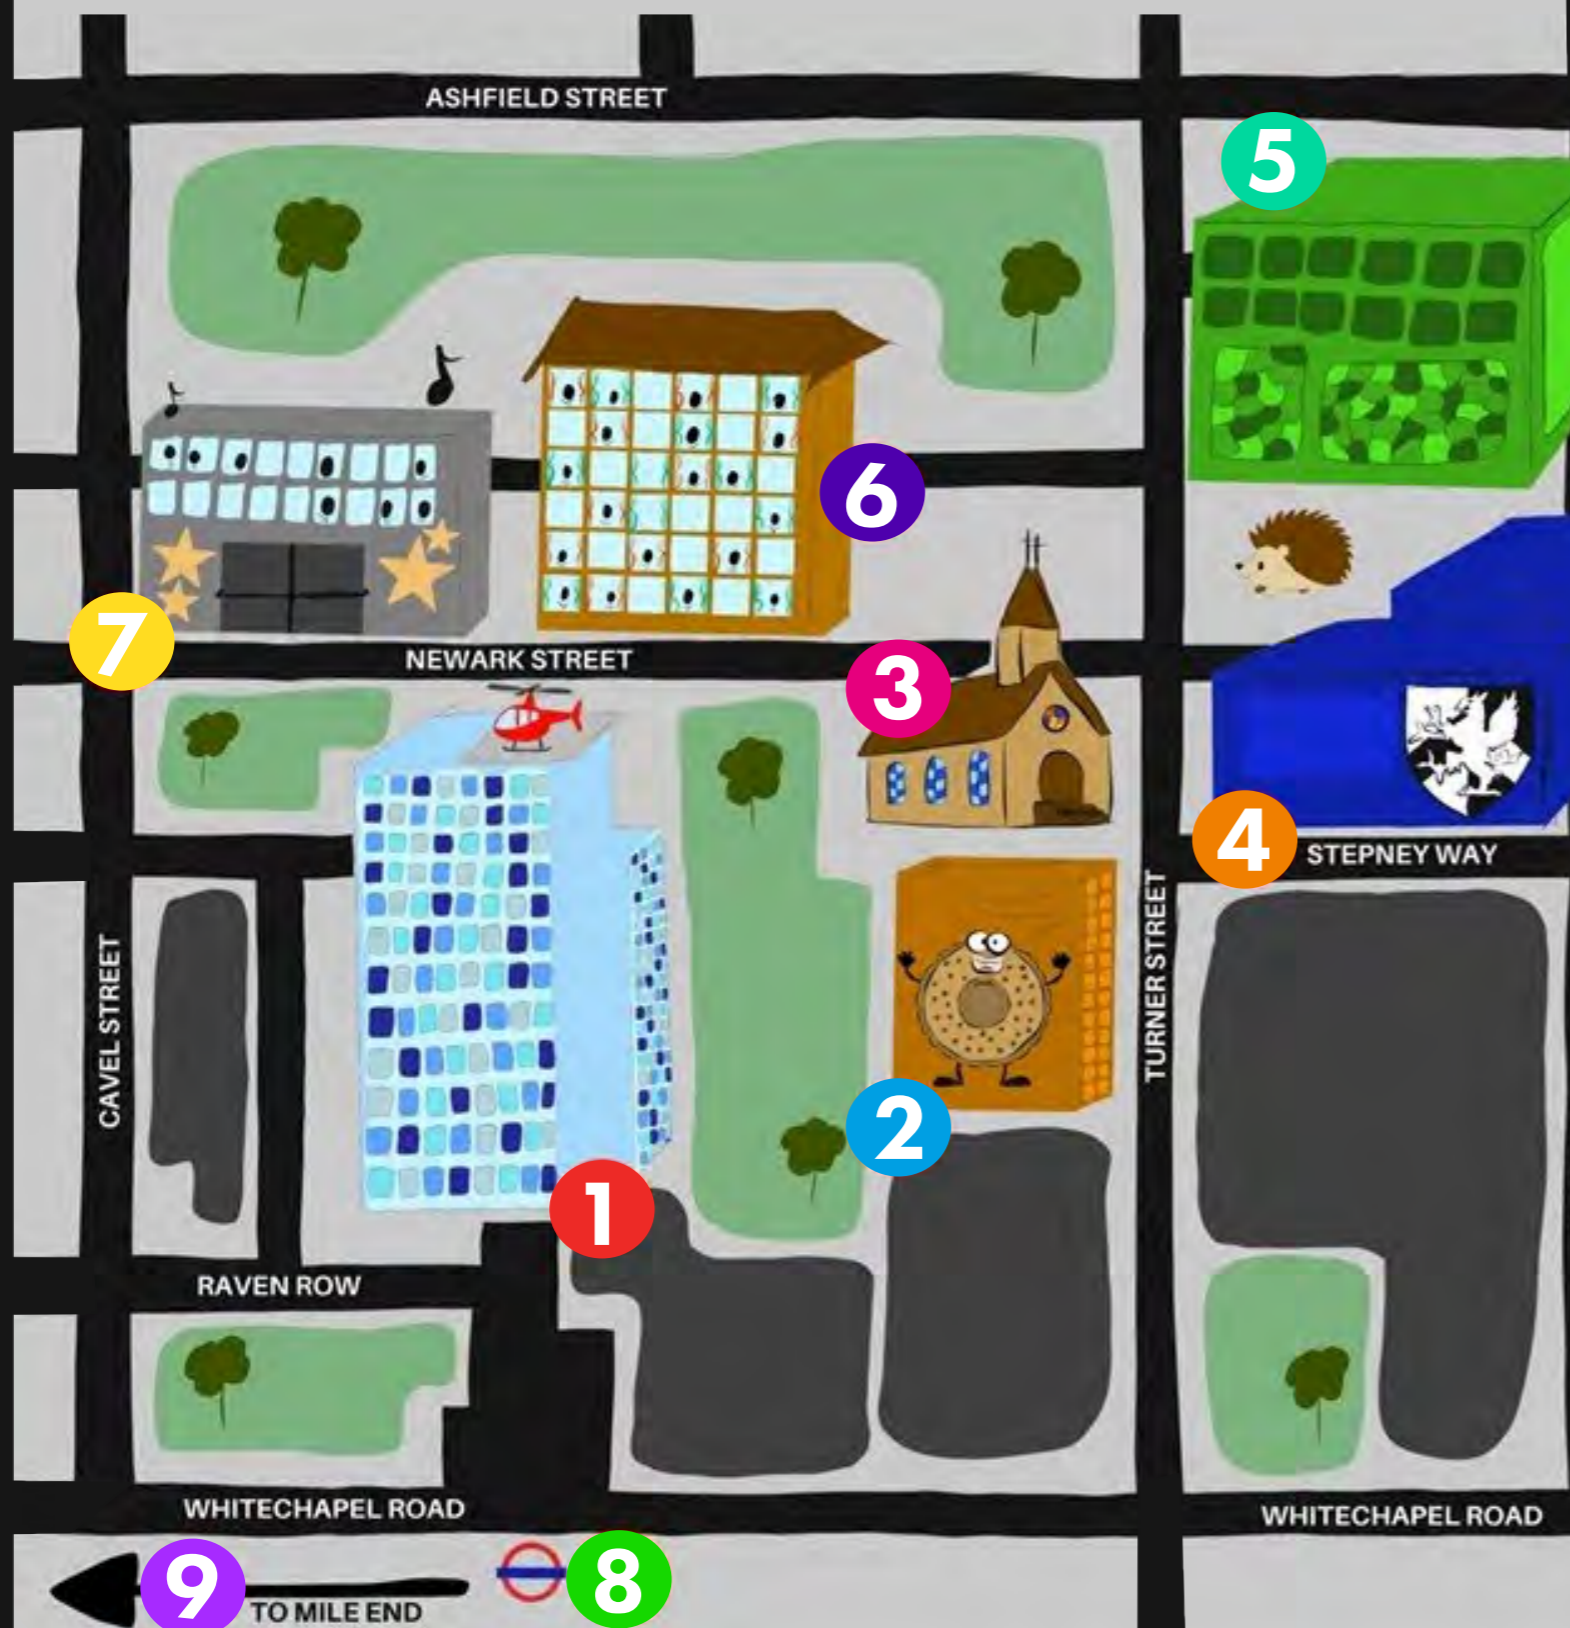 ASHFIELD STREET
5
6
7
NEWARK STREET
3
4
STEPNEY WAY
CAVEL STREET
TURNER STREET
2
1
RAVEN ROW
WHITECHAPEL ROAD
WHITECHAPEL ROAD
9
8
TO MILE END